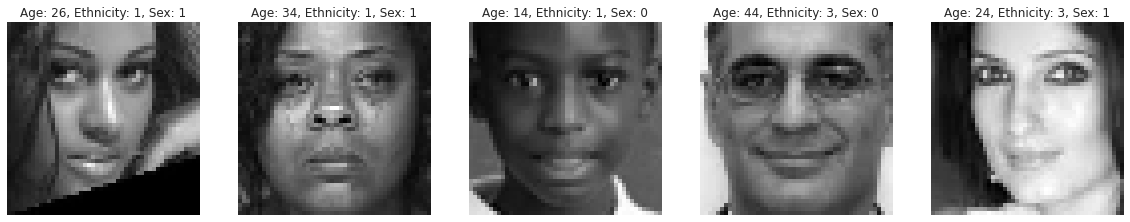 Age: 26, Ethnicity: 1, Sex: 1
Age: 34, Ethnicity: 1, Sex: 1
Age: 14, Ethnicity: 1, Sex: 0
Age: 44, Ethnicity: 3, Sex: 0
Age: 24, Ethnicity: 3, Sex: 1